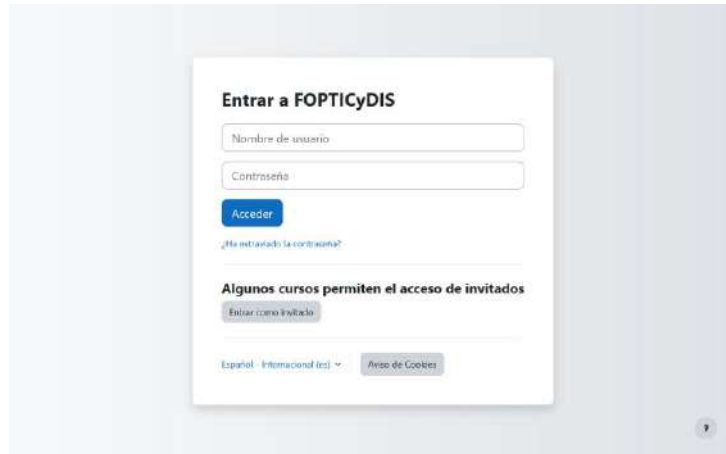 Entrar a FOPTICyDIS
Nombre de usuario
Contraseña
Acceder
¿Ha extraviado la contraseña?
Algunos cursos permiten el acceso de invitados
Entrar como invitado
Español - Internacional (es)
Aviso de Cookies
?